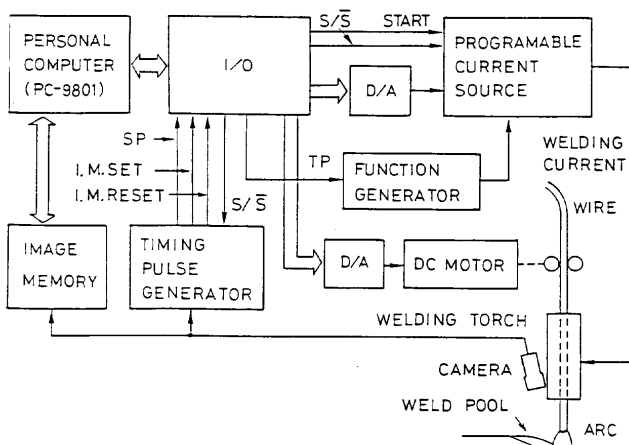 PERSONAL
COMPUTER
(PC-9801)
I/O
S/S̅
START
PROGRAMABLE
CURRENT
SOURCE
D/A
SP
I.M.SET
I.M.RESET
S/S̅
TP
FUNCTION
GENERATOR
WELDING
CURRENT
WIRE
IMAGE
MEMORY
TIMING
PULSE
GENERATOR
D/A
DC MOTOR
WELDING TORCH
CAMERA
WELD POOL
ARC